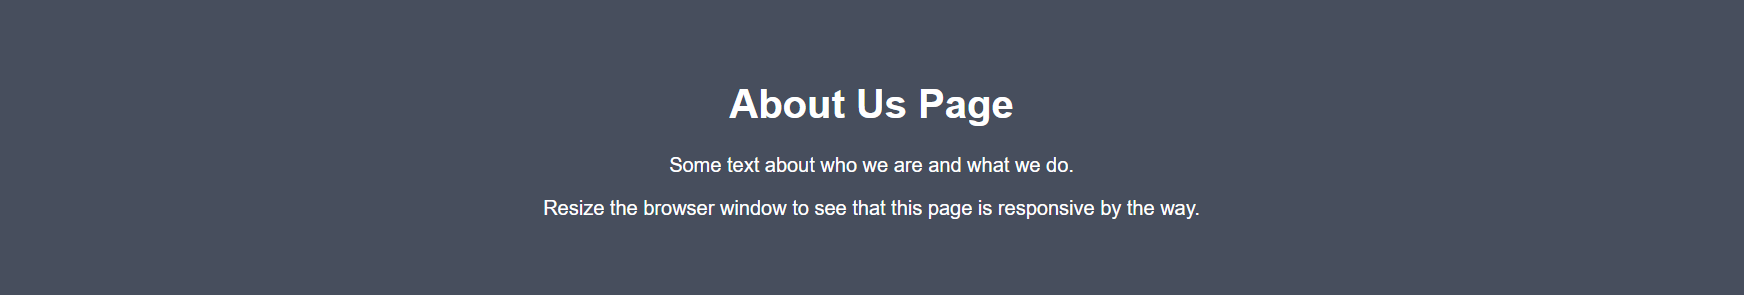 About Us Page
Some text about who we are and what we do.
Resize the browser window to see that this page is responsive by the way.